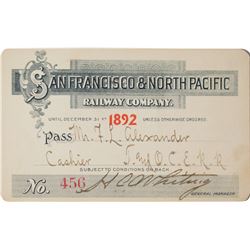 SAN FRANCISCO & NORTH PACIFIC
RAILWAY COMPANY.
UNTIL DECEMBER 31st 1892 UNLESS OTHERWISE ORDERED
Pass Mr. F. L. Alexander
Cashier
SUBJECT TO CONDITIONS ON BACK.
No. 456 H C Whiting
GENERAL MANAGER